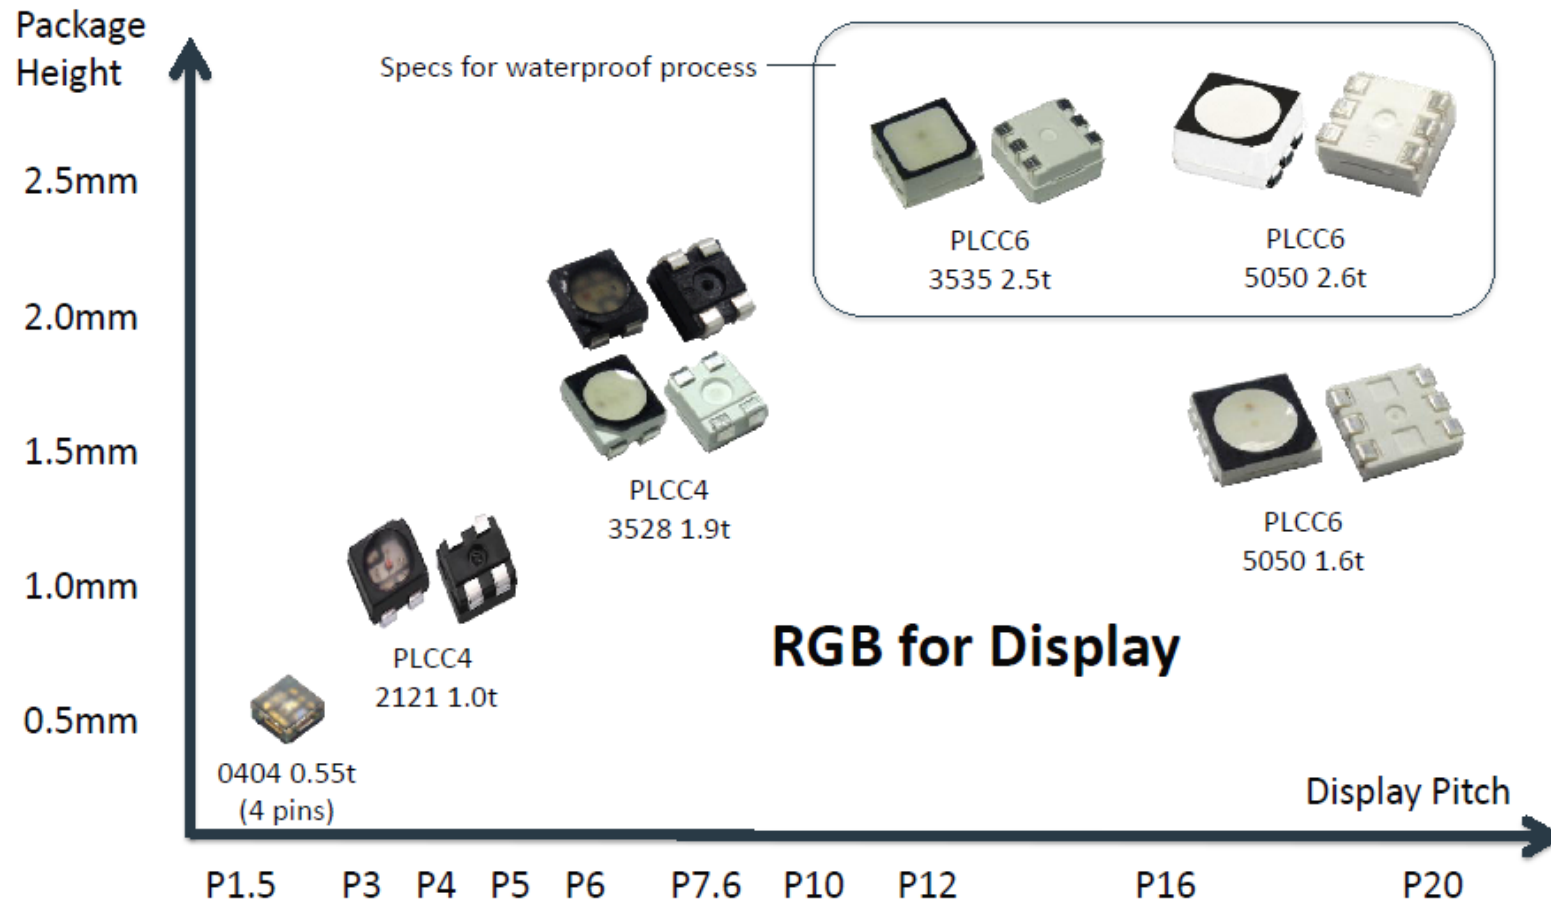 Package
Height
Specs for waterproof process
2.5mm
PLCC6
3535 2.5t
PLCC6
5050 2.6t
2.0mm
1.5mm
PLCC4
3528 1.9t
PLCC6
5050 1.6t
1.0mm
RGB for Display
PLCC4
2121 1.0t
0.5mm
0404 0.55t
(4 pins)
Display Pitch
P1.5 P3 P4 P5 P6 P7.6 P10 P12 P16 P20